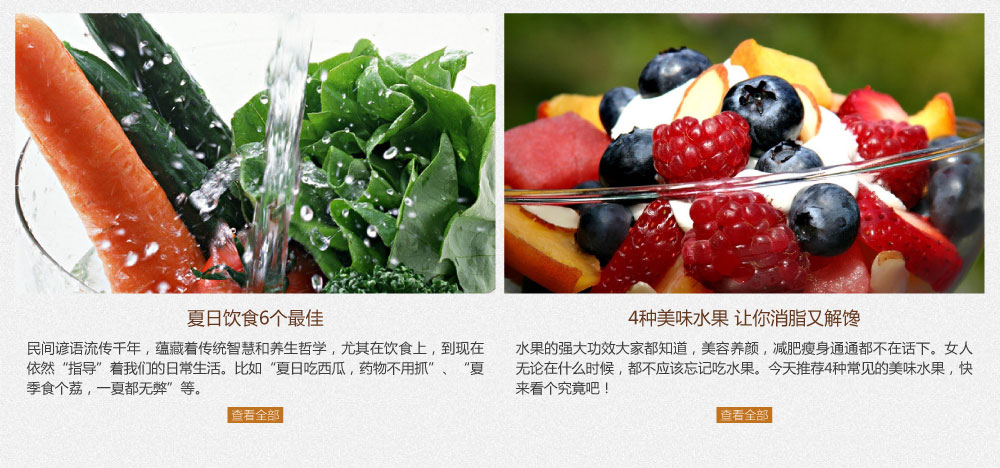 夏日饮食6个最佳
民间谚语流传千年，蕴藏着传统智慧和养生哲学，尤其在饮食上，到现在
依然“指导”着我们的日常生活。比如“夏日吃西瓜，药物不用抓”、“夏
季食个荔，一夏都无弊”等。
查看全部
4种美味水果 让你消脂又解馋
水果的强大功效大家都知道，美容养颜，减肥瘦身通通都不在话下。女人
无论在什么时候，都不应该忘记吃水果。今天推荐4种常见的美味水果，快
来看个究竟吧！
查看全部